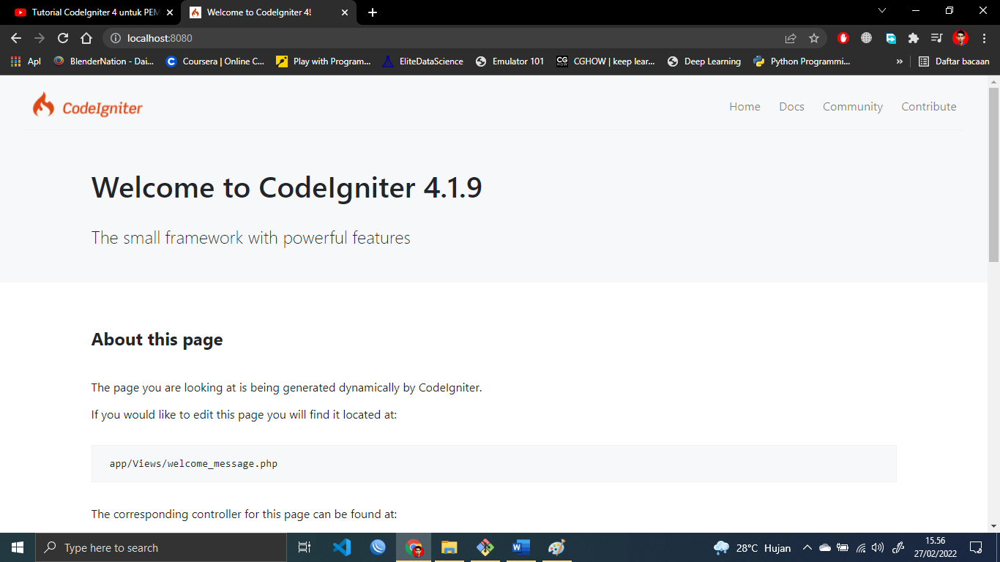 Tutorial CodeIgniter 4 untuk PEM
Welcome to CodeIgniter 4!
localhost:8080
Apl
BlenderNation - Dai...
Coursera | Online C...
Play with Program...
EliteDataScience
Emulator 101
CGHOW | keep lear...
Deep Learning
Python Programmi...
»
Daftar bacaan
CodeIgniter
Home Docs Community Contribute
Welcome to CodeIgniter 4.1.9
The small framework with powerful features
About this page
The page you are looking at is being generated dynamically by CodeIgniter.
If you would like to edit this page you will find it located at:
app/Views/welcome_message.php
The corresponding controller for this page can be found at:
Type here to search
28°C Hujan
15.56
27/02/2022